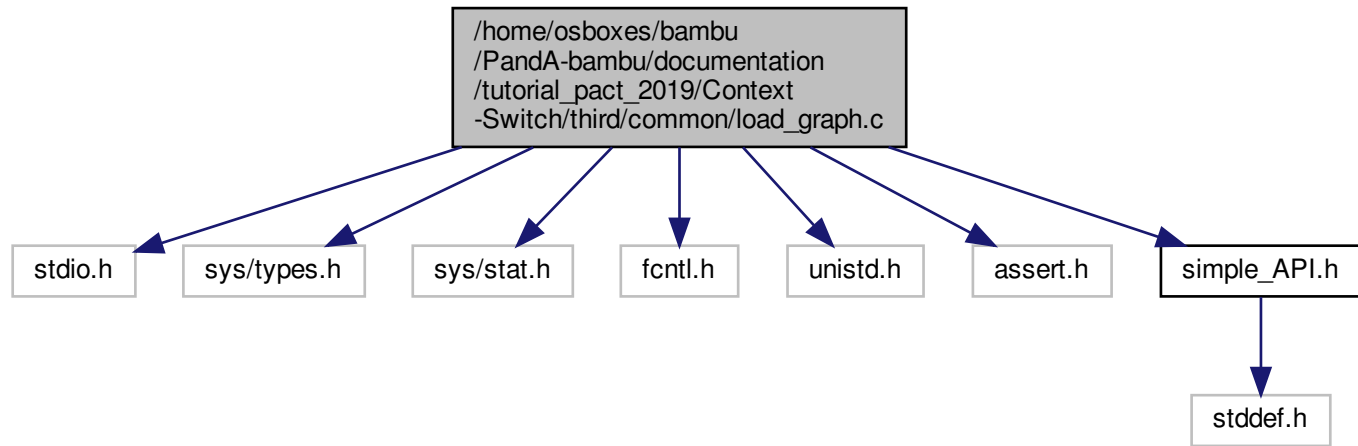 /home/osboxes/bambu
/PandA-bambu/documentation
/tutorial_pact_2019/Context
-Switch/third/common/load_graph.c
stdio.h
sys/types.h
sys/stat.h
fcntl.h
unistd.h
assert.h
simple_API.h
stddef.h